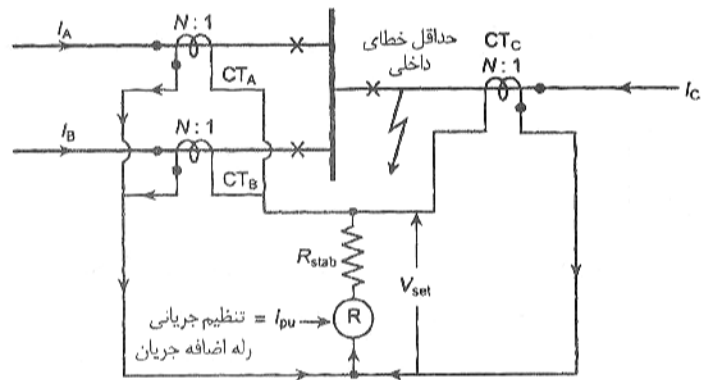 I_A
N : 1
CT_A
I_B
N : 1
CT_B
حداقل خطای
داخلی
CT_C
N : 1
I_C
R_stab
V_set
R
تنظیم جریانی = I_pu
رله اضافه جریان